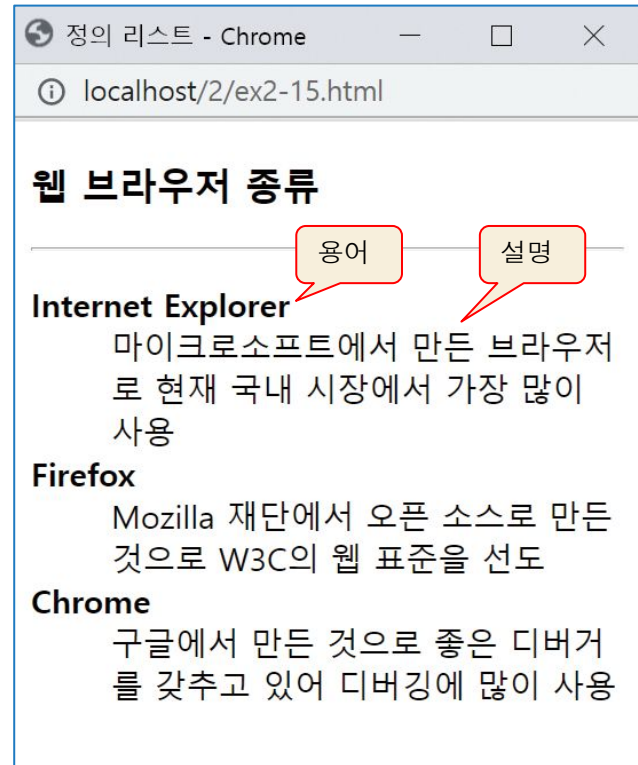 정의 리스트 - Chrome
localhost/2/ex2-15.html
웹 브라우저 종류
용어
설명
Internet Explorer
마이크로소프트에서 만든 브라우저
로 현재 국내 시장에서 가장 많이
사용
Firefox
Mozilla 재단에서 오픈 소스로 만든
것으로 W3C의 웹 표준을 선도
Chrome
구글에서 만든 것으로 좋은 디버거
를 갖추고 있어 디버깅에 많이 사용